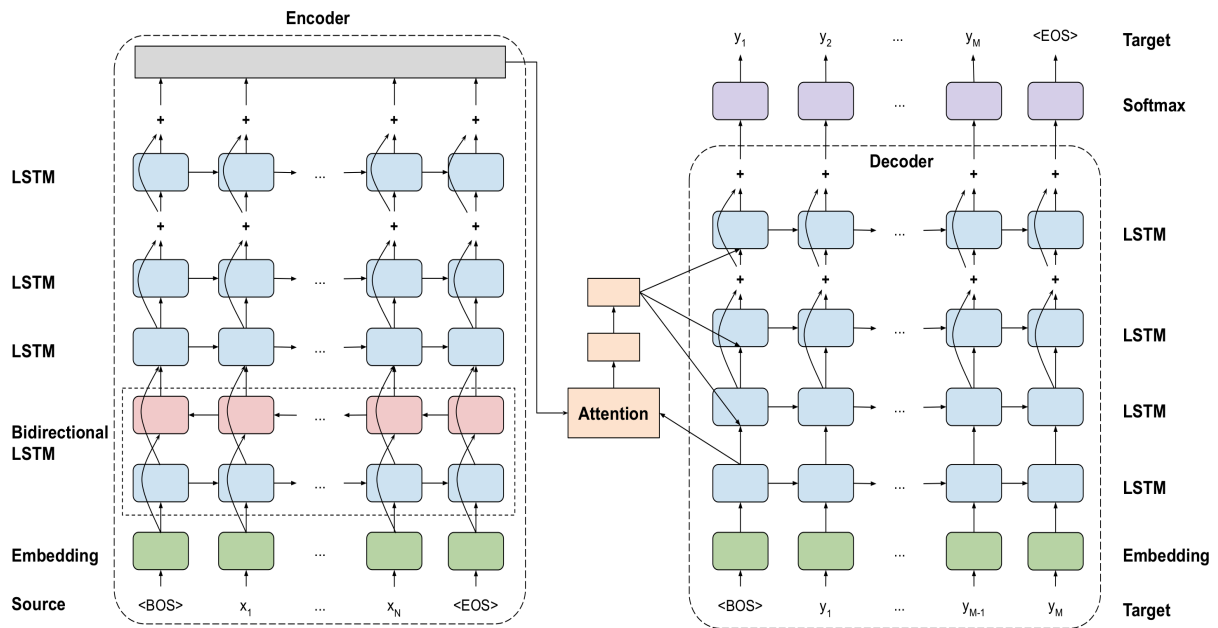 Encoder
y1 y2 ... yM <EOS> Target
... Softmax
Decoder
LSTM ...
... LSTM
LSTM ...
... LSTM
LSTM ...
Attention
... LSTM
Bidirectional
LSTM
...
...
... LSTM
Embedding ...
... Embedding
Source <BOS> x1 ... xN <EOS>
<BOS> y1 ... yM-1 yM Target
+ + + +
+ + + +
+ + + +
+ + + +